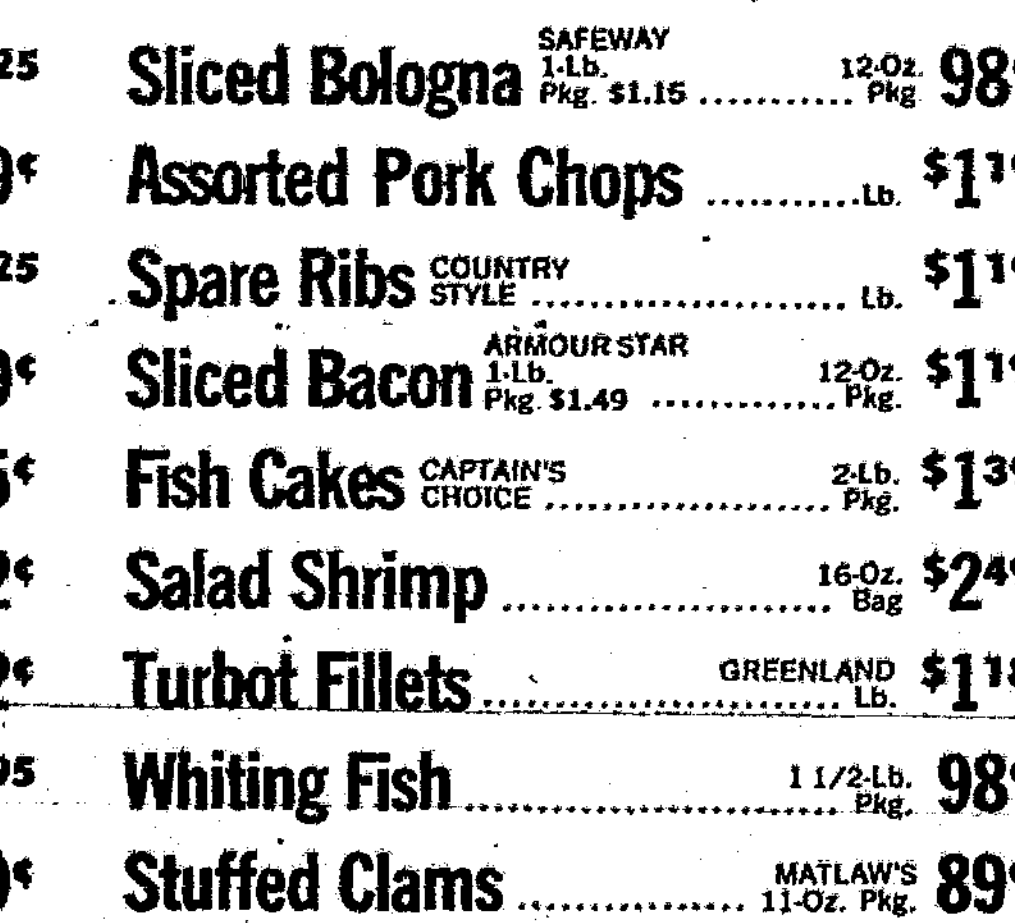 25 Sliced Bologna SAFEWAY 1-Lb. Pkg. $1.15 ........... 12-Oz. Pkg 98¢
9¢ Assorted Pork Chops ...........Lb. $1
25 Spare Ribs COUNTRY STYLE .................... Lb. $1
9¢ Sliced Bacon ARMOUR STAR 1-Lb. Pkg. $1.49 ............. 12-Oz. Pkg. $1
¢ Fish Cakes CAPTAIN'S CHOICE .................... 2-Lb. Pkg. $1
¢ Salad Shrimp ....................... 16-Oz. Bag $2
¢ Turbot Fillets ......................... GREENLAND Lb. $1
95 Whiting Fish ............................ 1 1/2-Lb. Pkg. 98¢
¢ Stuffed Clams ................ MATLAW'S 11-Oz. Pkg. 89¢